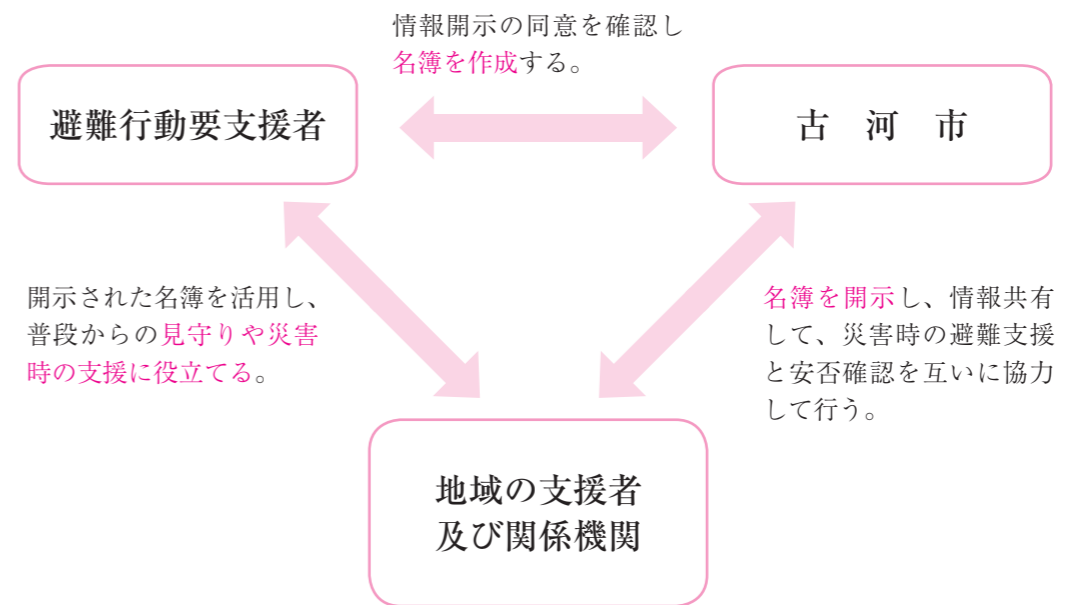 情報開示の同意を確認し
名簿を作成する。
避難行動要支援者
古　河　市
開示された名簿を活用し、
普段からの見守りや災害
時の支援に役立てる。
名簿を開示し、情報共有
して、災害時の避難支援
と安否確認を互いに協力
して行う。
地域の支援者
及び関係機関